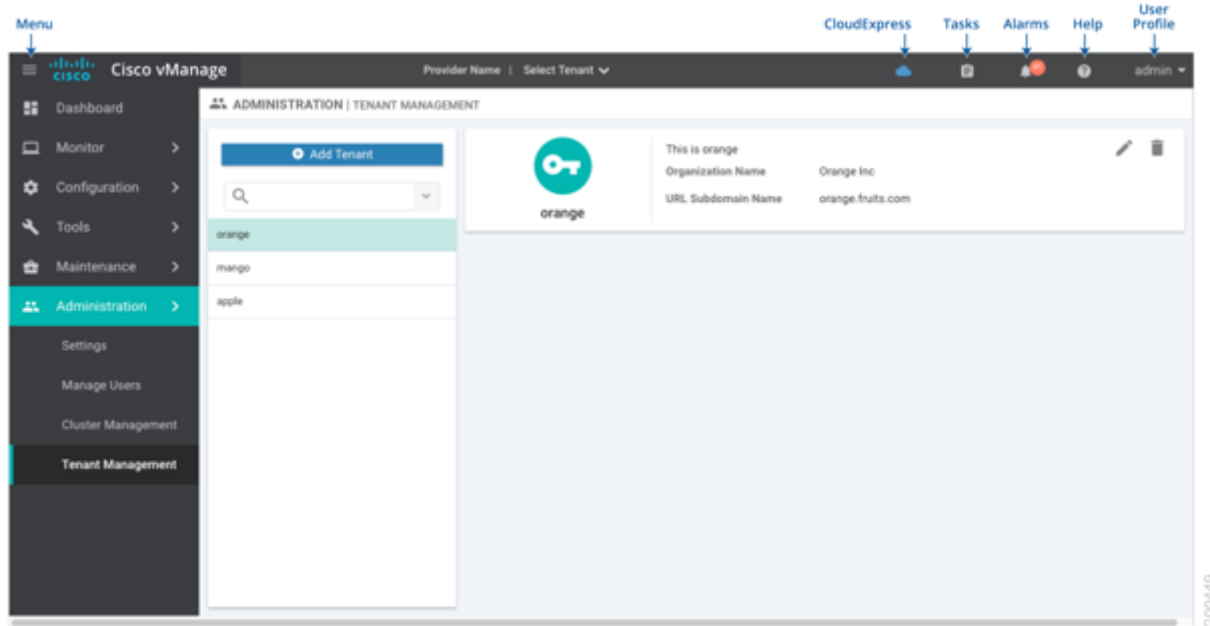 Menu
CloudExpress
Tasks
Alarms
Help
User
Profile
CISCO
Cisco vManage
Provider Name | Select Tenant
admin
Dashboard
Monitor
Configuration
Tools
Maintenance
Administration
Settings
Manage Users
Cluster Management
Tenant Management
ADMINISTRATION | TENANT MANAGEMENT
Add Tenant
orange
mango
apple
orange
This is orange
Organization Name Orange Inc
URL Subdomain Name orange.fruits.com